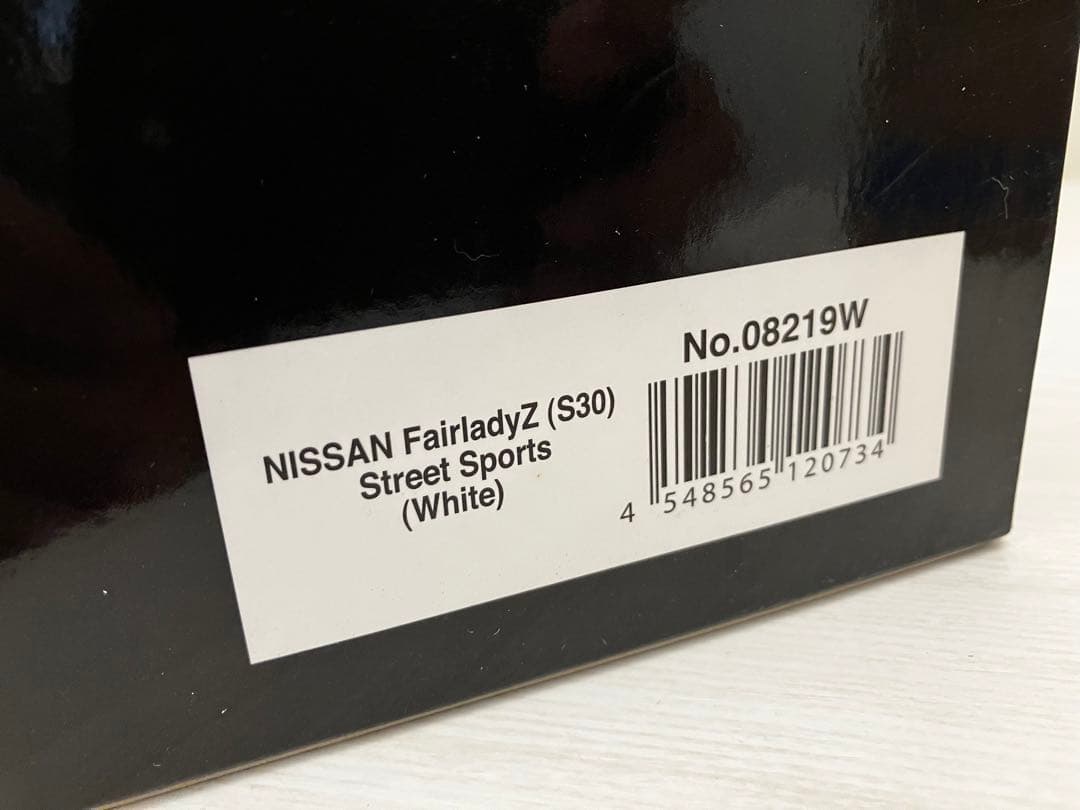 NISSAN FairladyZ (S30)
Street Sports
(White)
No.08219W
4 548565 120734